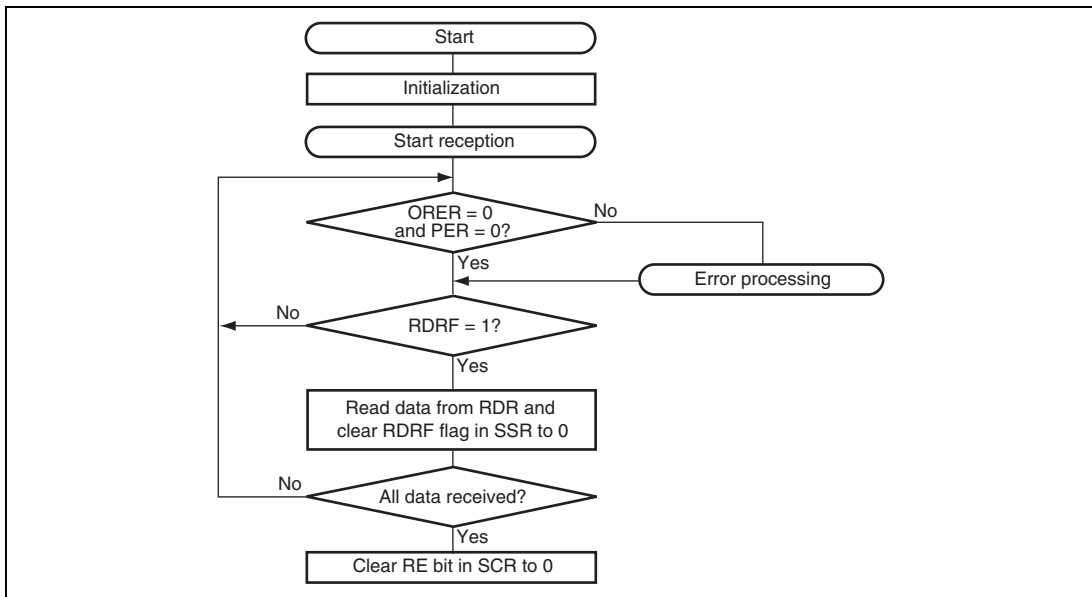 Start
Initialization
Start reception
ORER = 0
and PER = 0?
No
Yes
Error processing
No
RDRF = 1?
Yes
Read data from RDR and
clear RDRF flag in SSR to 0
No
All data received?
Yes
Clear RE bit in SCR to 0